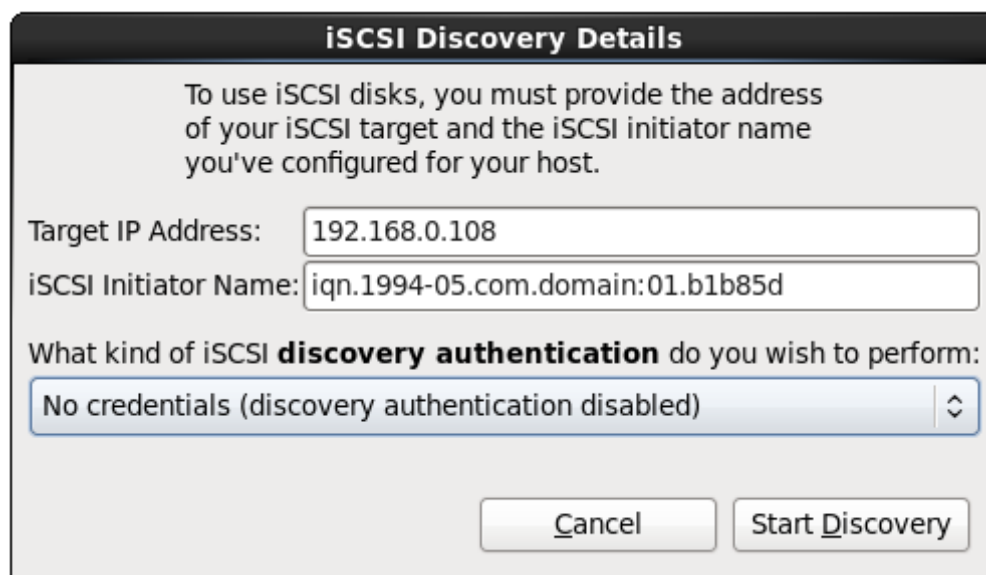 iSCSI Discovery Details
To use iSCSI disks, you must provide the address
of your iSCSI target and the iSCSI initiator name
you've configured for your host.
Target IP Address: 192.168.0.108
iSCSI Initiator Name: iqn.1994-05.com.domain:01.b1b85d
What kind of iSCSI discovery authentication do you wish to perform:
No credentials (discovery authentication disabled)
Cancel Start Discovery